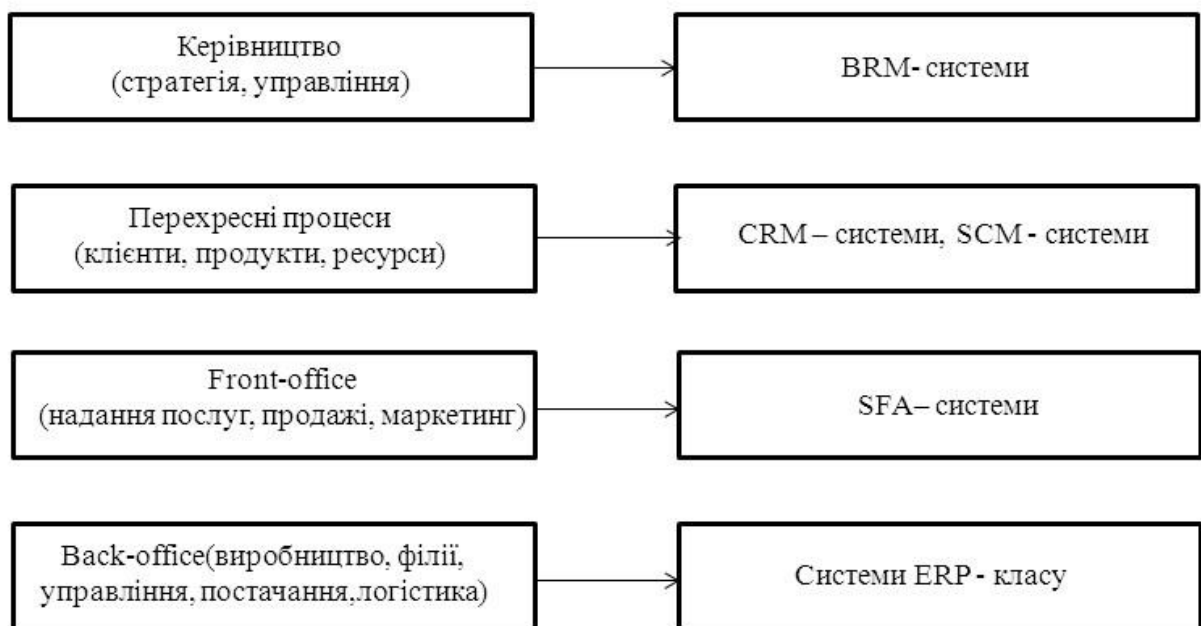 Керівництво
(стратегія, управління)
BRM- системи
Перехресні процеси
(клієнти, продукти, ресурси)
CRM – системи, SCM - системи
Front-office
(надання послуг, продажі, маркетинг)
SFA– системи
Back-office(виробництво, філії,
управління, постачання,логістика)
Системи ERP - класу